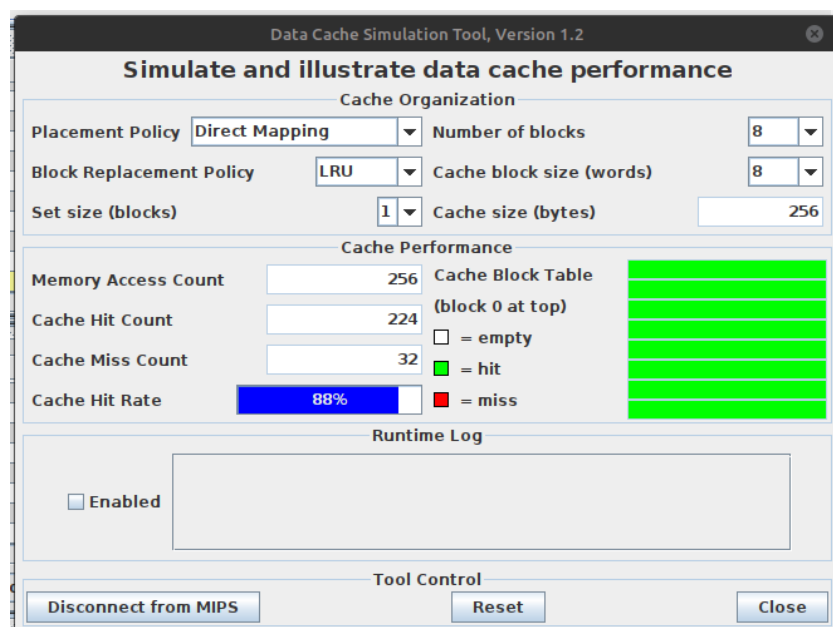 Data Cache Simulation Tool, Version 1.2
Simulate and illustrate data cache performance
Cache Organization
Placement Policy Direct Mapping Number of blocks 8
Block Replacement Policy LRU Cache block size (words) 8
Set size (blocks) 1 Cache size (bytes) 256
Cache Performance
Memory Access Count 256 Cache Block Table
(block 0 at top)
Cache Hit Count 224
= empty
Cache Miss Count 32
= hit
Cache Hit Rate 88% = miss
Runtime Log
Enabled
Tool Control
Disconnect from MIPS Reset Close